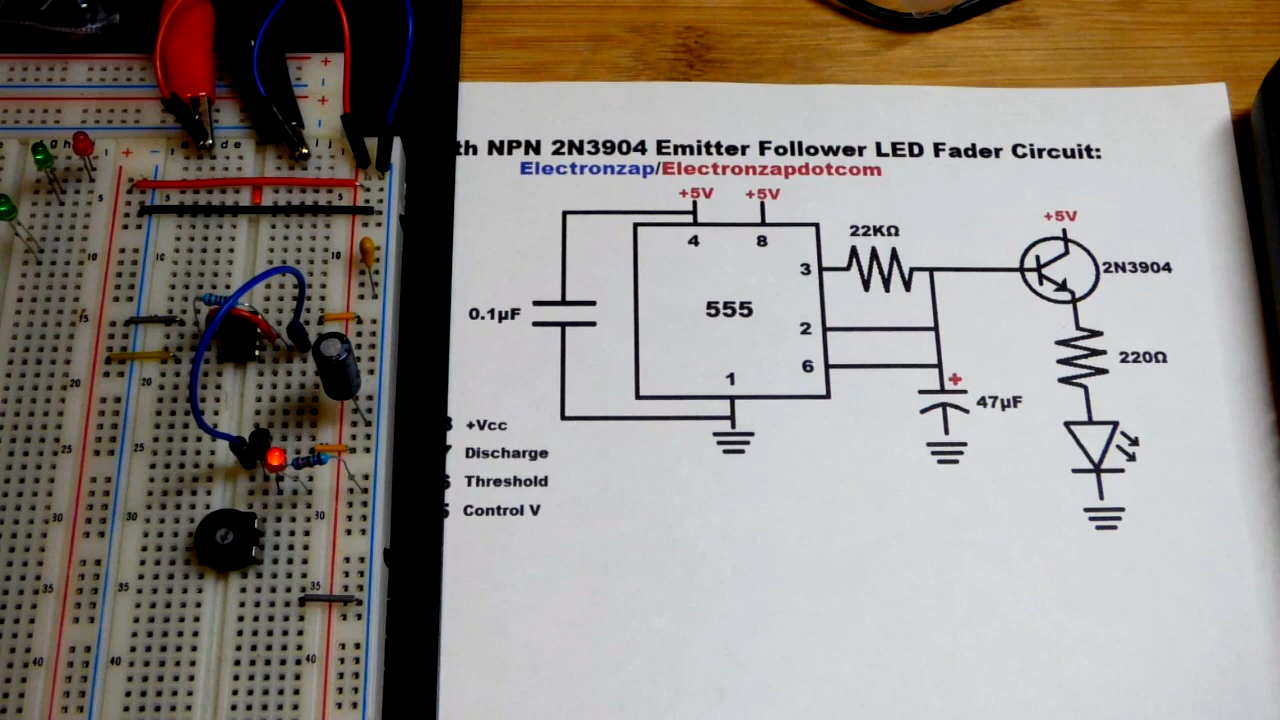 th NPN 2N3904 Emitter Follower LED Fader Circuit:
Electronzap/Electronzapdotcom
+5V +5V
+5V
4 8
22KΩ
3
2N3904
0.1µF
555
2
220Ω
6
1
+
47µF
+Vcc
Discharge
Threshold
Control V